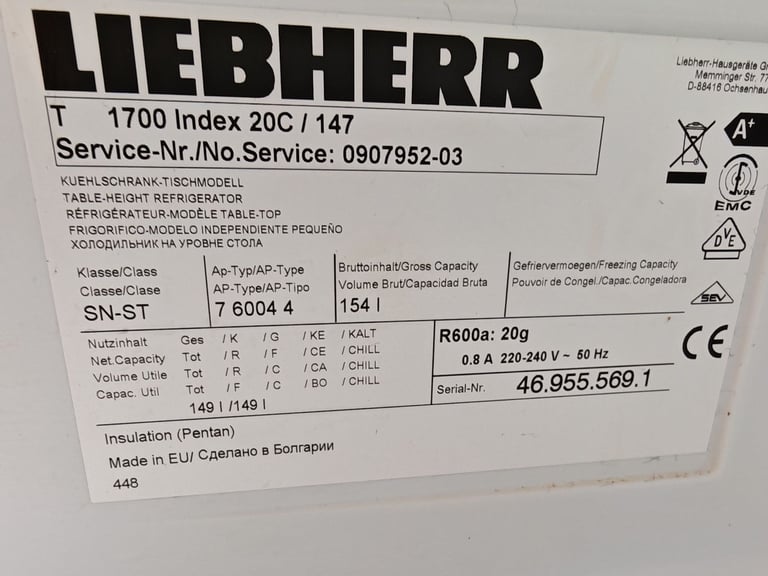 LIEBHERR
Liebherr-Hausgeräte
Memminger Str. 77
D-88416 Ochsenhau
T 1700 Index 20C / 147
Service-Nr./No.Service: 0907952-03
A+
VDE
EMC
DVE
SEV
CE
KUEHLSCHRANK-TISCHMODELL
TABLE-HEIGHT REFRIGERATOR
RÉFRIGÉRATEUR-MODÈLE TABLE-TOP
FRIGORIFICO-MODELO INDEPENDIENTE PEQUEÑO
ХОЛОДИЛЬНИК НА УРОВНЕ СТОЛА
Klasse/Class
Classe/Clase
SN-ST
Ap-Typ/AP-Type
AP-Type/AP-Tipo
7 6004 4
Bruttoinhalt/Gross Capacity
Volume Brut/Capacidad Bruta
154 l
Gefriervermoegen/Freezing Capacity
Pouvoir de Congel./Capac.Congeladora
Nutzinhalt Ges / K / G / KE / KALT
Net.Capacity Tot / R / F / CE / CHILL
Volume Utile Tot / R / C / CA / CHILL
Capac. Util Tot / F / C / BO / CHILL
149 l /149 l
R600a: 20g
0.8 A 220-240 V ~ 50 Hz
Serial-Nr. 46.955.569.1
Insulation (Pentan)
Made in EU/ Сделано в Болгарии
448